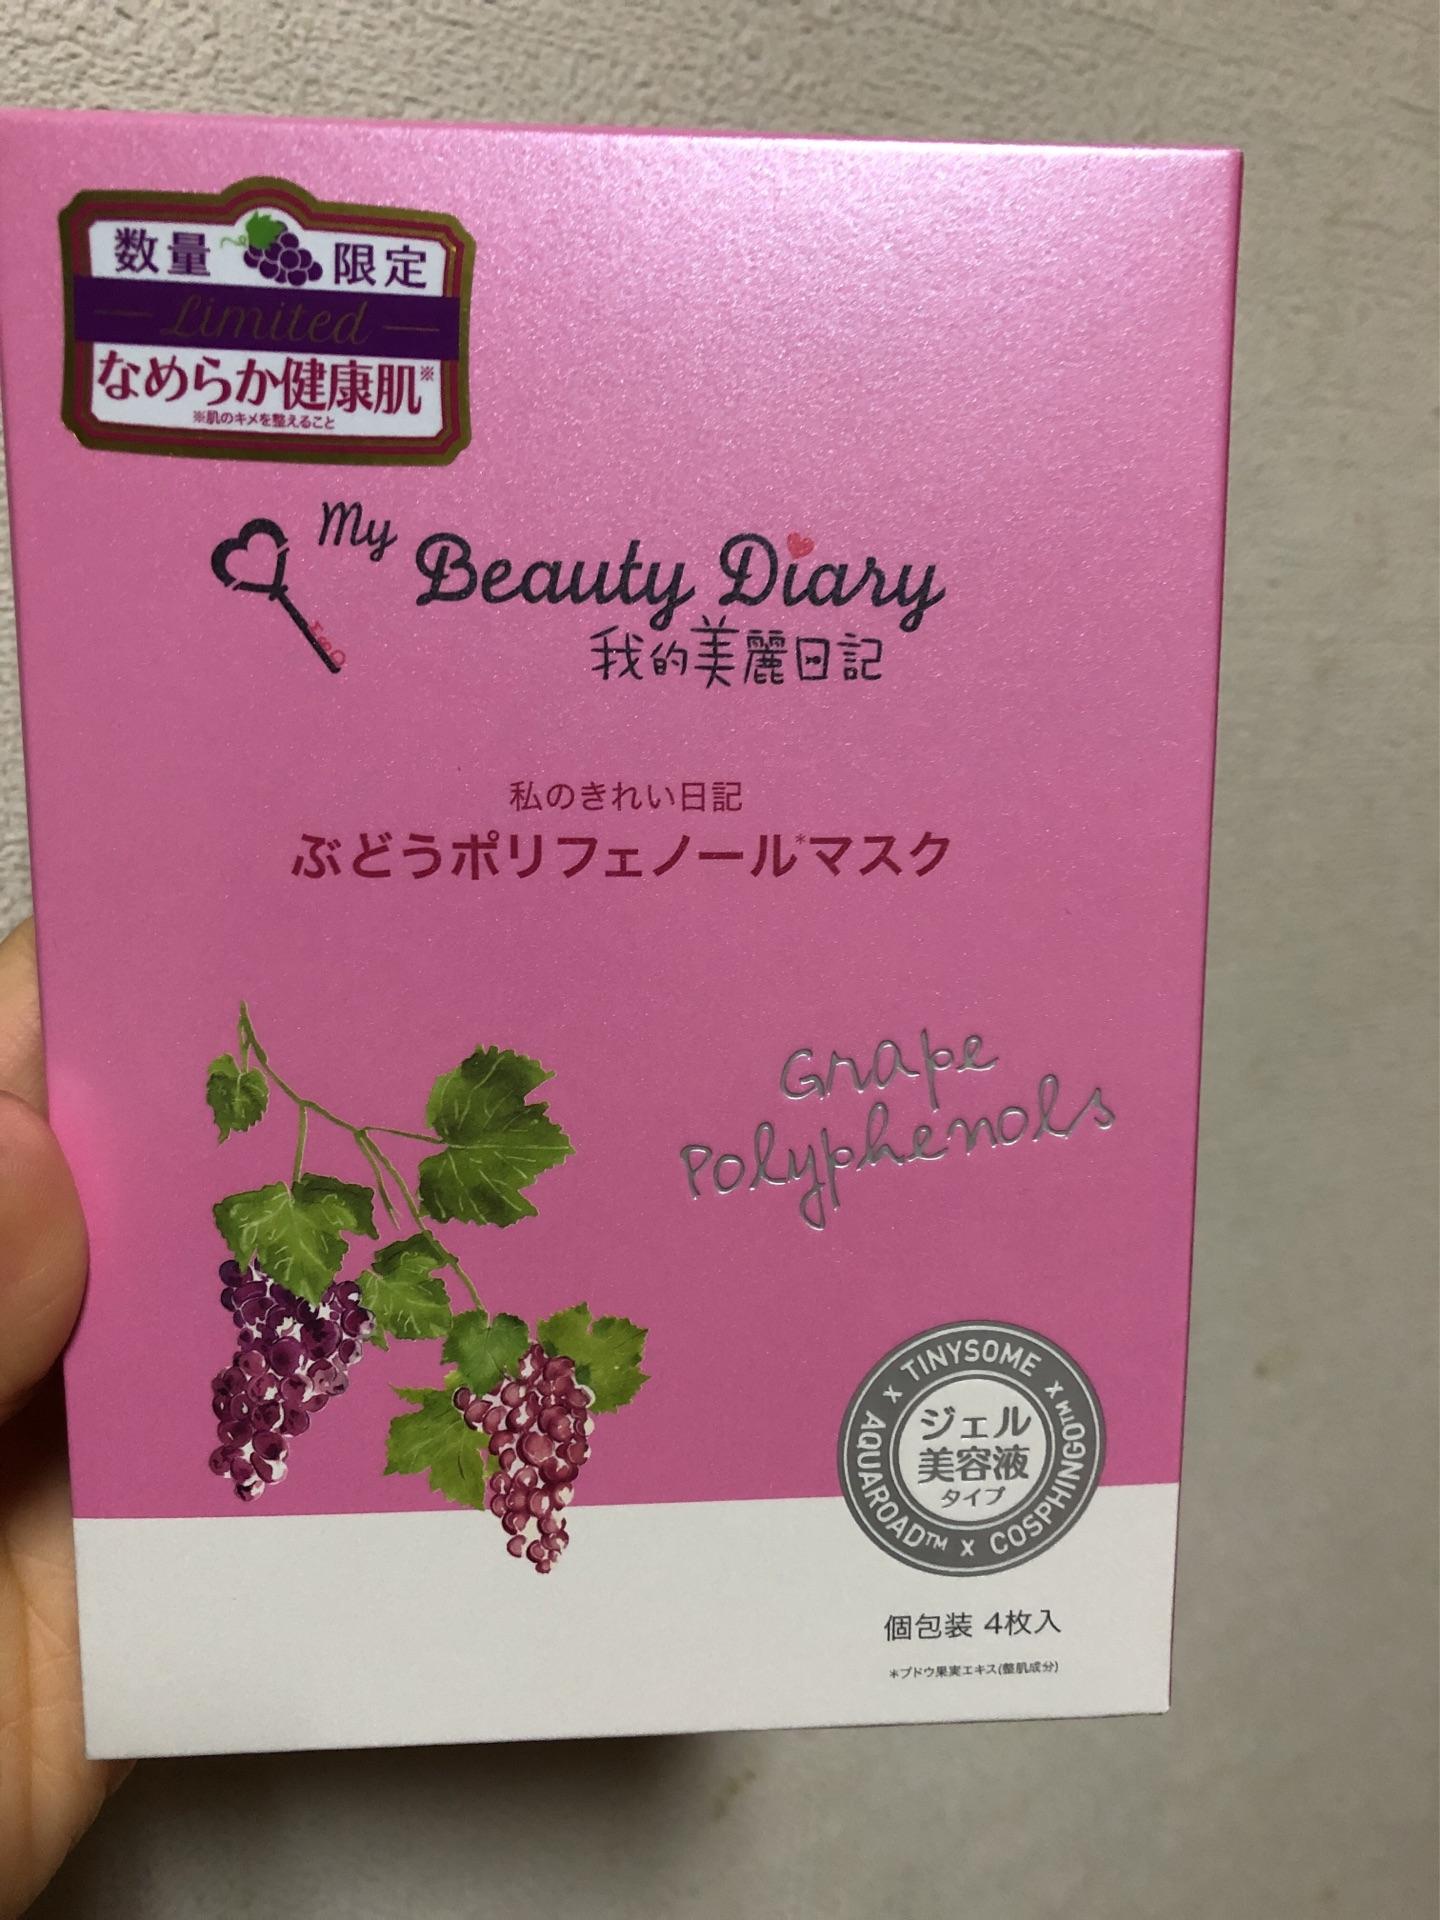 数量 限定
Limited
なめらか健康肌※
※肌のキメを整えること
My
Beauty Diary
我的美麗日記
私のきれい日記
ぶどうポリフェノール*マスク
Grape
Polyphenols
x TINYSOME x COSPHINGO™ x AQUAROAD™
ジェル
美容液
タイプ
個包装 4枚入
*ブドウ果実エキス(整肌成分)